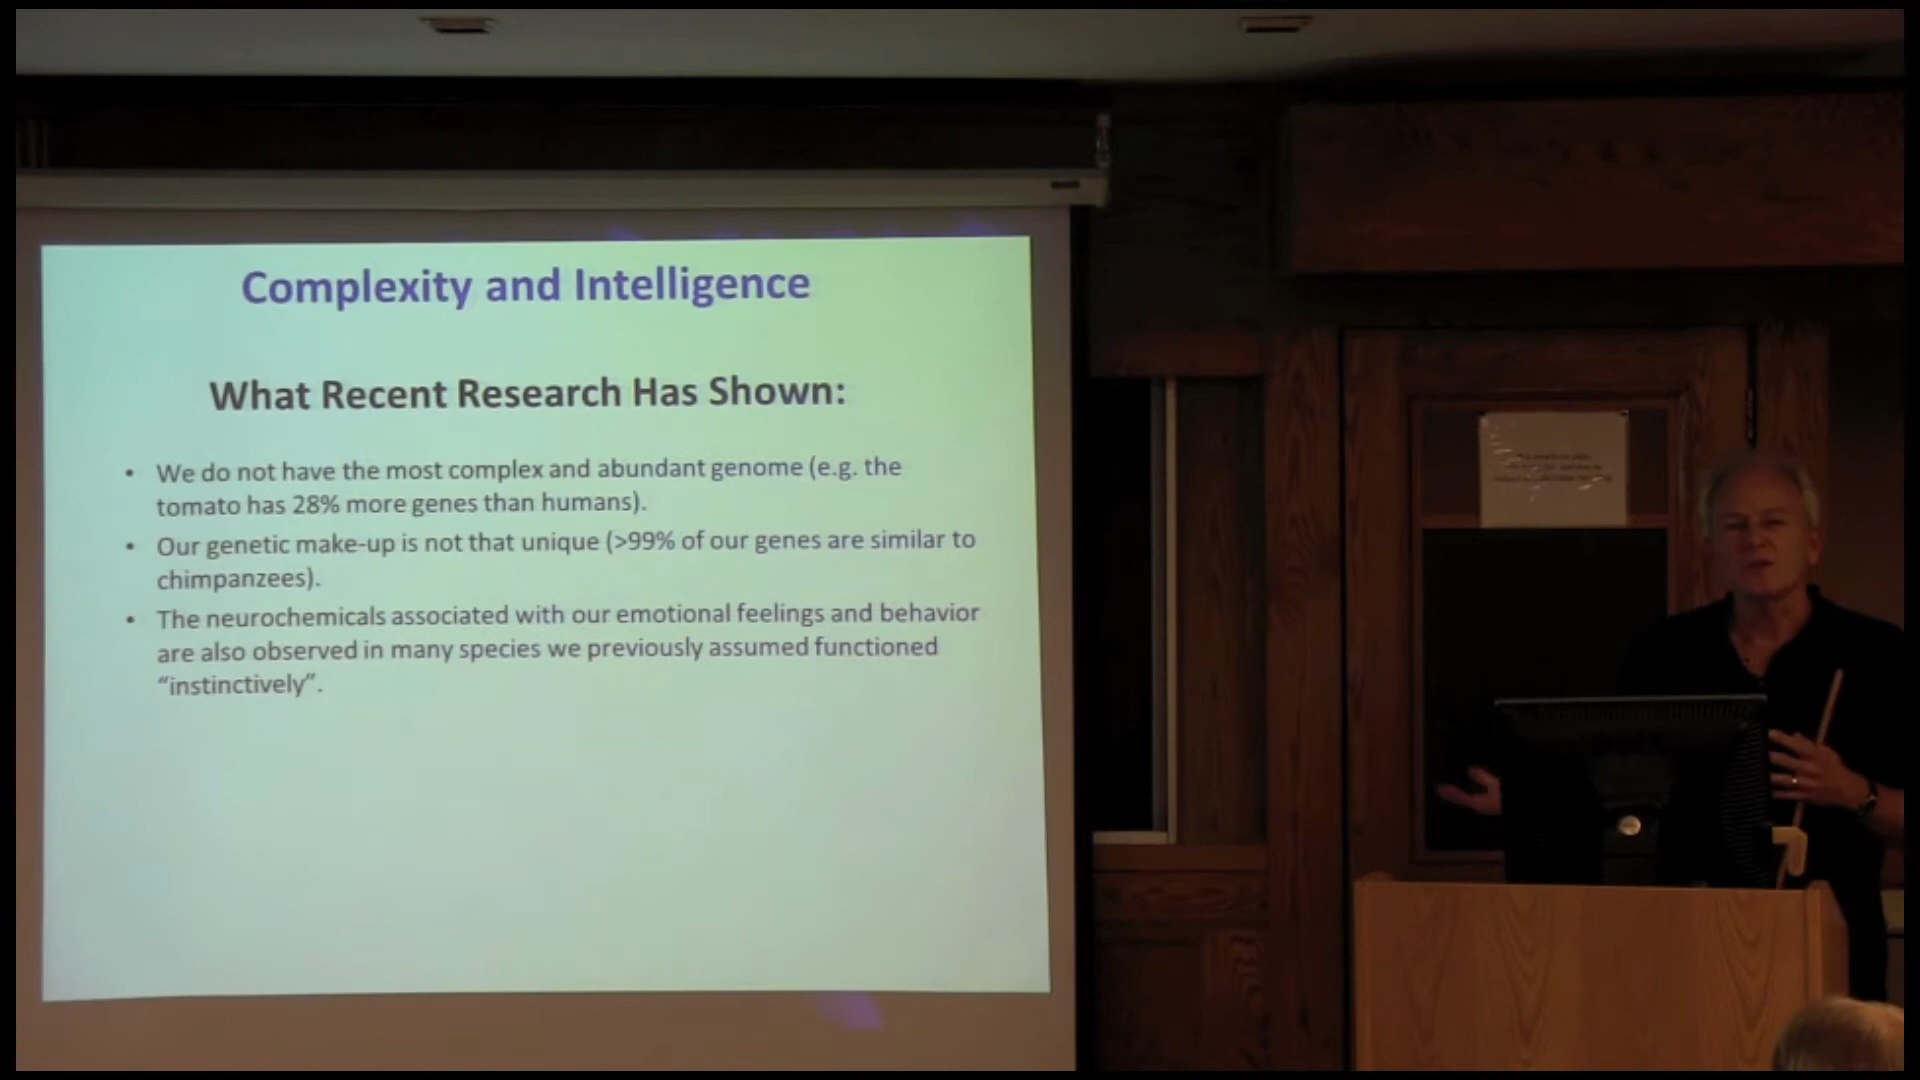 Complexity and Intelligence
What Recent Research Has Shown:
• We do not have the most complex and abundant genome (e.g. the
tomato has 28% more genes than humans).
• Our genetic make-up is not that unique (>99% of our genes are similar to
chimpanzees).
• The neurochemicals associated with our emotional feelings and behavior
are also observed in many species we previously assumed functioned
“instinctively”.